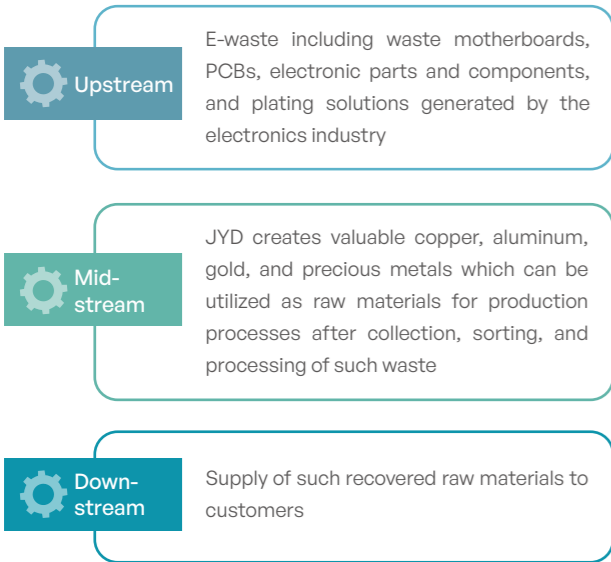 Upstream
E-waste including waste motherboards,
PCBs, electronic parts and components,
and plating solutions generated by the
electronics industry
Mid-
stream
JYD creates valuable copper, aluminum,
gold, and precious metals which can be
utilized as raw materials for production
processes after collection, sorting, and
processing of such waste
Down-
stream
Supply of such recovered raw materials to
customers